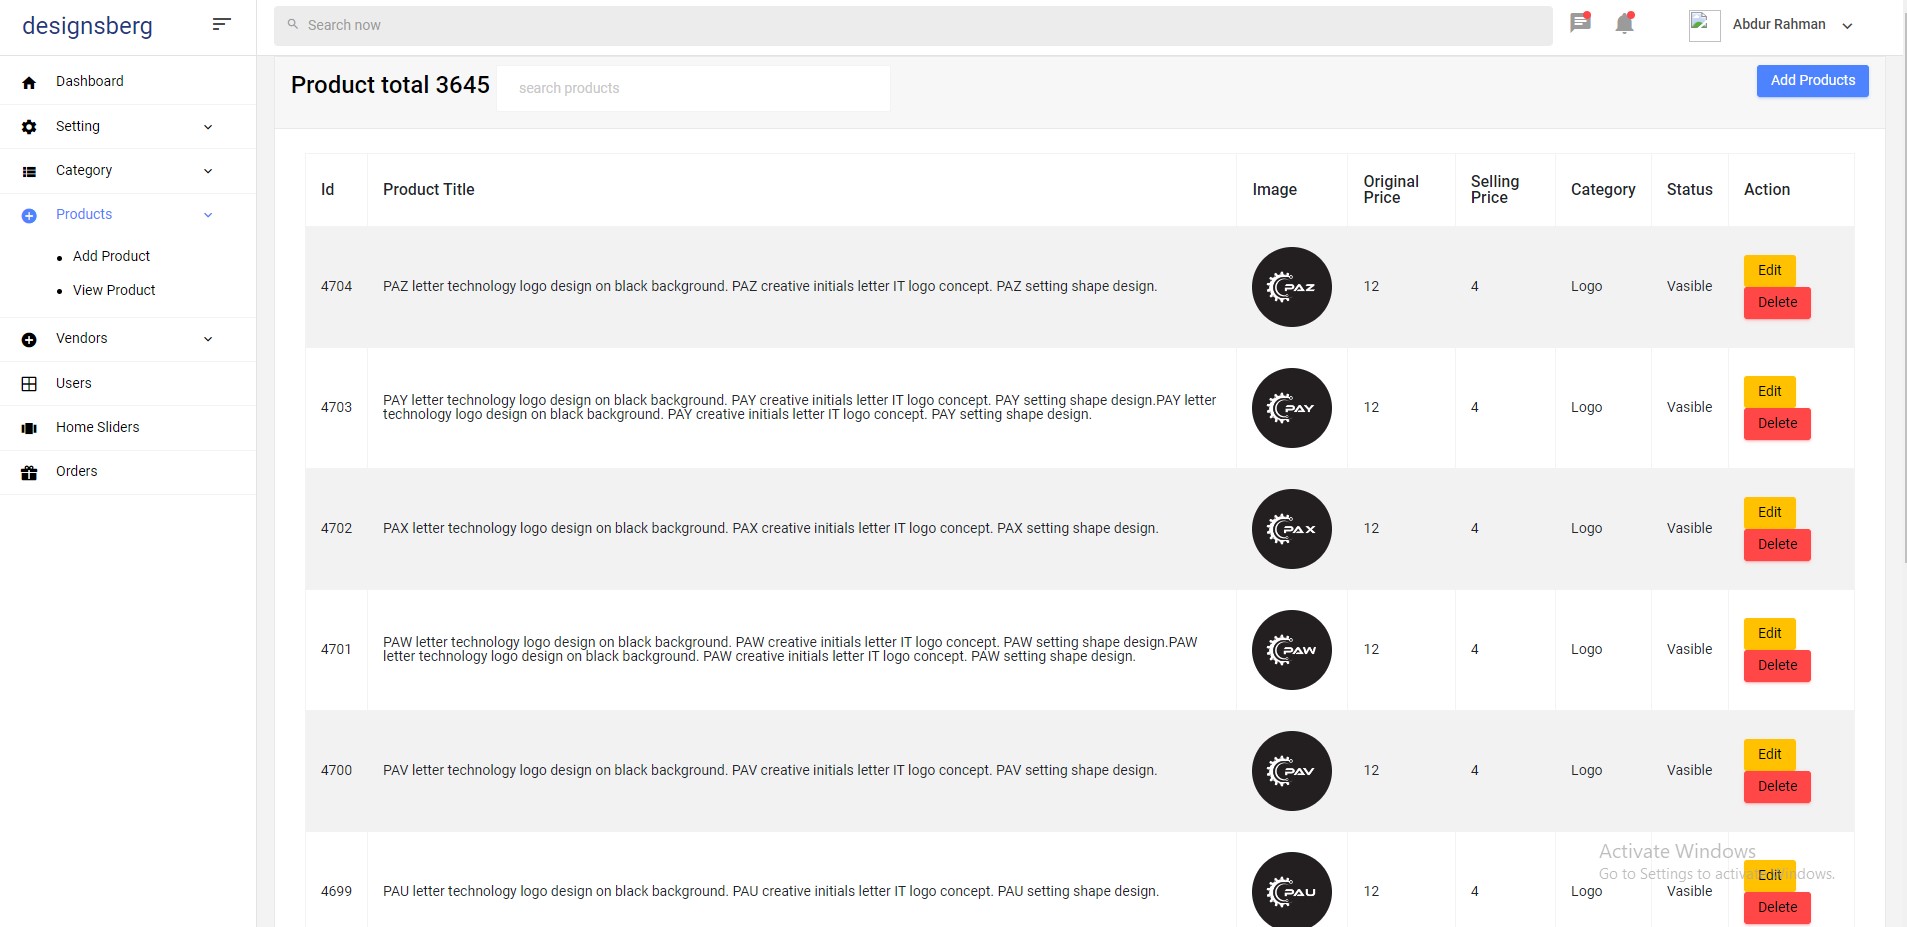 designsberg
Search now
Abdur Rahman
Dashboard
Setting
Category
Products
Add Product
View Product
Vendors
Users
Home Sliders
Orders
Product total 3645
search products
Add Products
Id Product Title Image Original Price Selling Price Category Status Action
4704 PAZ letter technology logo design on black background. PAZ creative initials letter IT logo concept. PAZ setting shape design. PAZ 12 4 Logo Vasible Edit
Delete
4703 PAY letter technology logo design on black background. PAY creative initials letter IT logo concept. PAY setting shape design.PAY letter
technology logo design on black background. PAY creative initials letter IT logo concept. PAY setting shape design. PAY 12 4 Logo Vasible Edit
Delete
4702 PAX letter technology logo design on black background. PAX creative initials letter IT logo concept. PAX setting shape design. PAX 12 4 Logo Vasible Edit
Delete
4701 PAW letter technology logo design on black background. PAW creative initials letter IT logo concept. PAW setting shape design.PAW
letter technology logo design on black background. PAW creative initials letter IT logo concept. PAW setting shape design. PAW 12 4 Logo Vasible Edit
Delete
4700 PAV letter technology logo design on black background. PAV creative initials letter IT logo concept. PAV setting shape design. PAV 12 4 Logo Vasible Edit
Delete
4699 PAU letter technology logo design on black background. PAU creative initials letter IT logo concept. PAU setting shape design. PAU 12 4 Logo Vasible Edit
Delete
Activate Windows
Go to Settings to activate Windows.